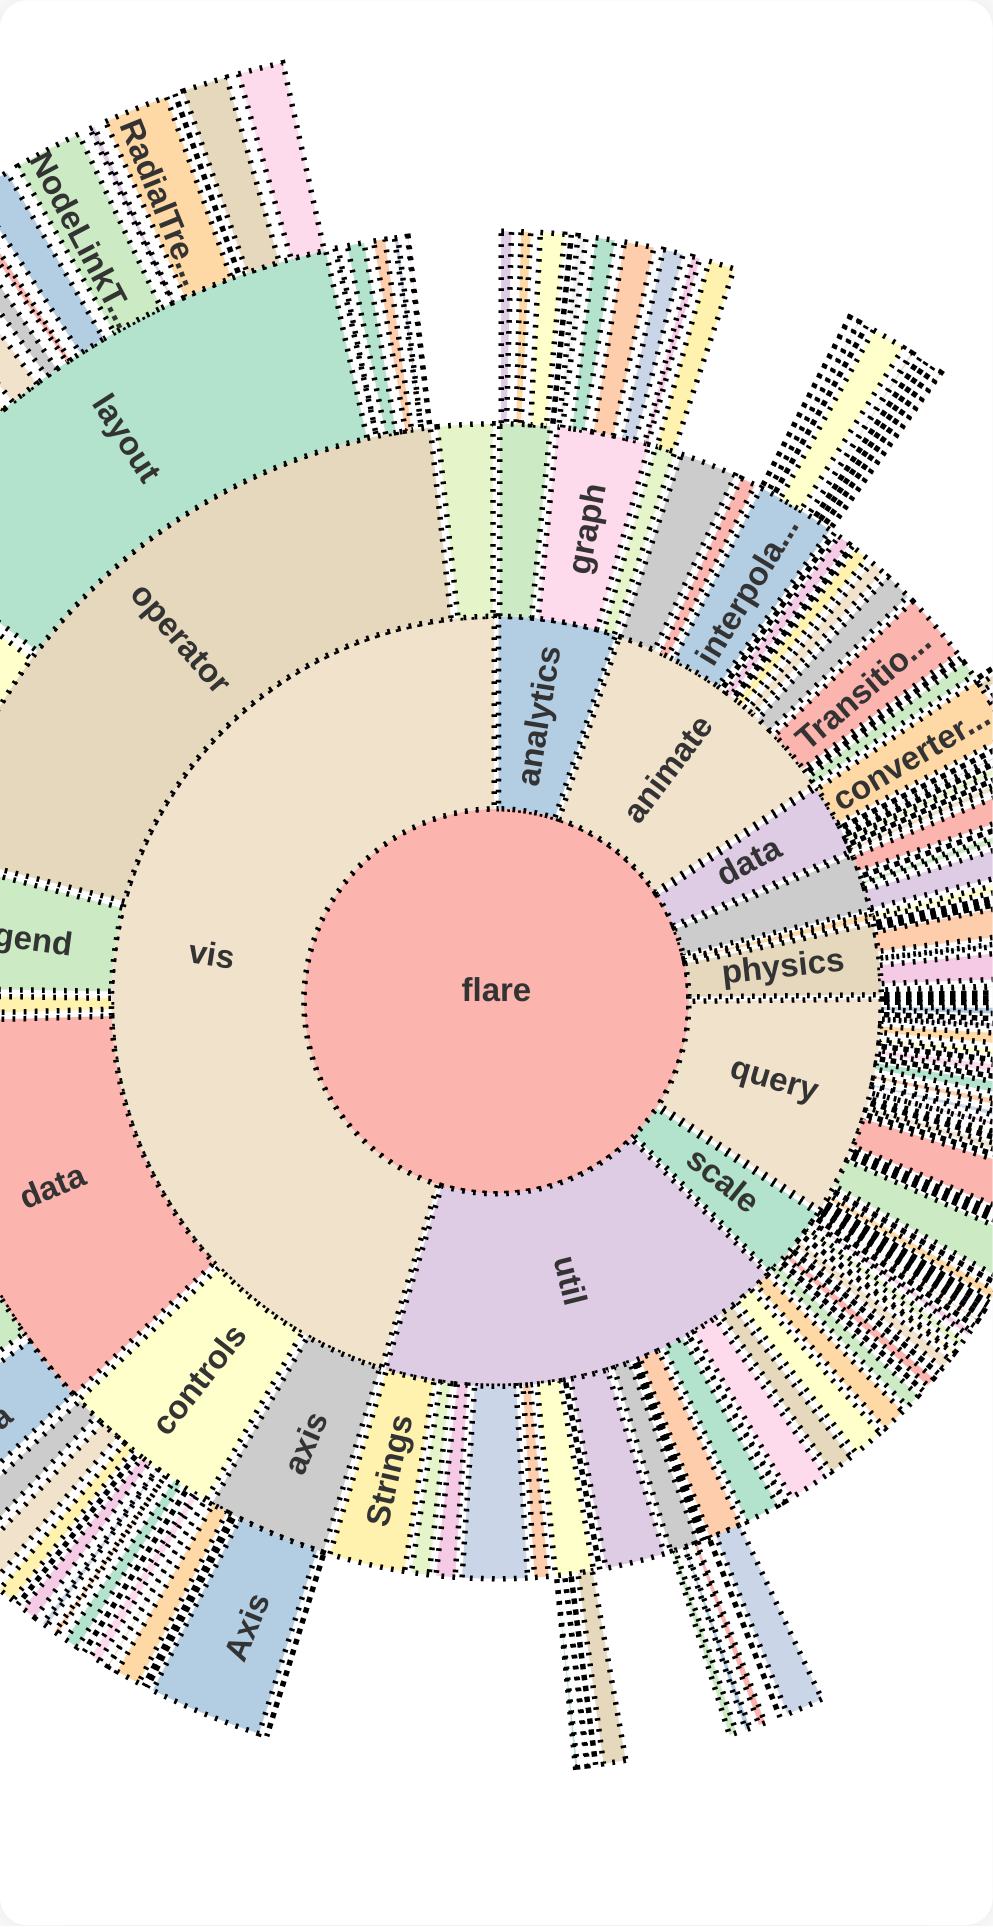 RadialTre...
NodeLinkT...
layout
graph
interpola...
operator
analytics
Transitio...
animate
converter...
data
gend
vis
physics
flare
query
data
scale
util
controls
a
axis
Strings
Axis